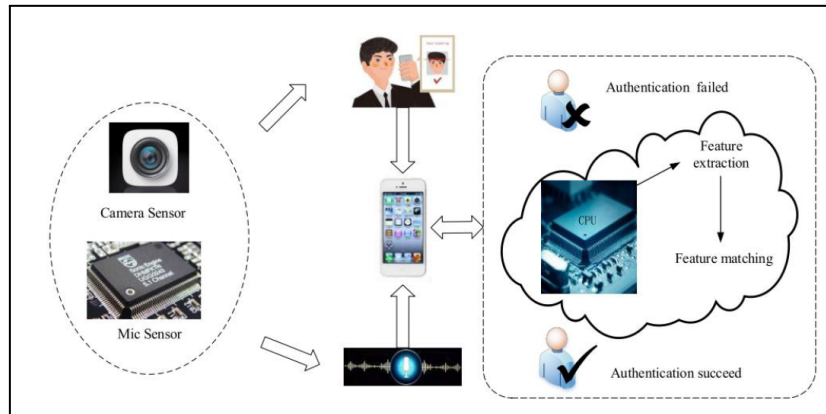 Camera Sensor
Mic Sensor
Authentication failed
CPU
Feature
extraction
Feature matching
Authentication succeed